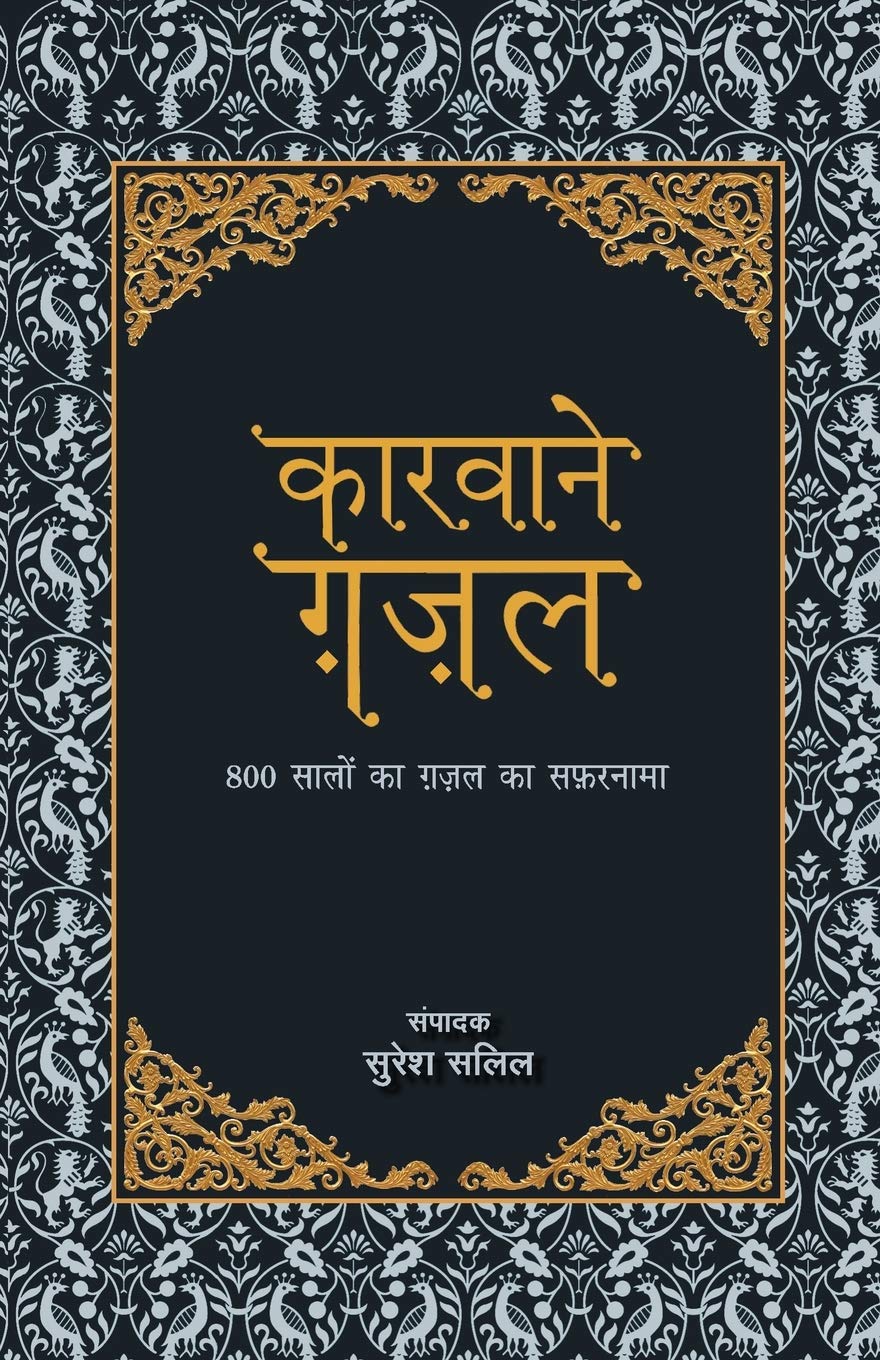 कारवाने
ग़ज़ल
800 सालों का ग़ज़ल का सफ़रनामा
संपादक
सुरेश सलिल